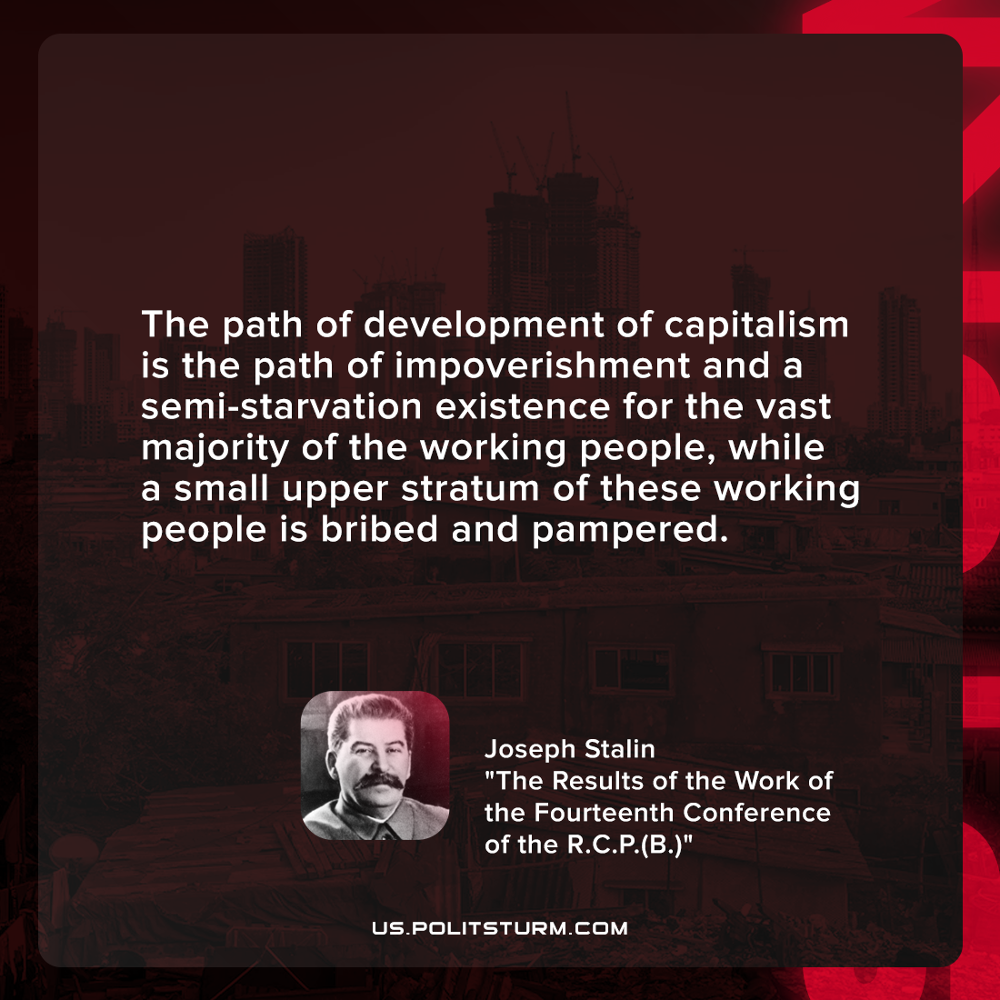 The path of development of capitalism
is the path of impoverishment and a
semi-starvation existence for the vast
majority of the working people, while
a small upper stratum of these working
people is bribed and pampered.
Joseph Stalin
"The Results of the Work of
the Fourteenth Conference
of the R.C.P.(B.)"
US.POLITSTURM.COM